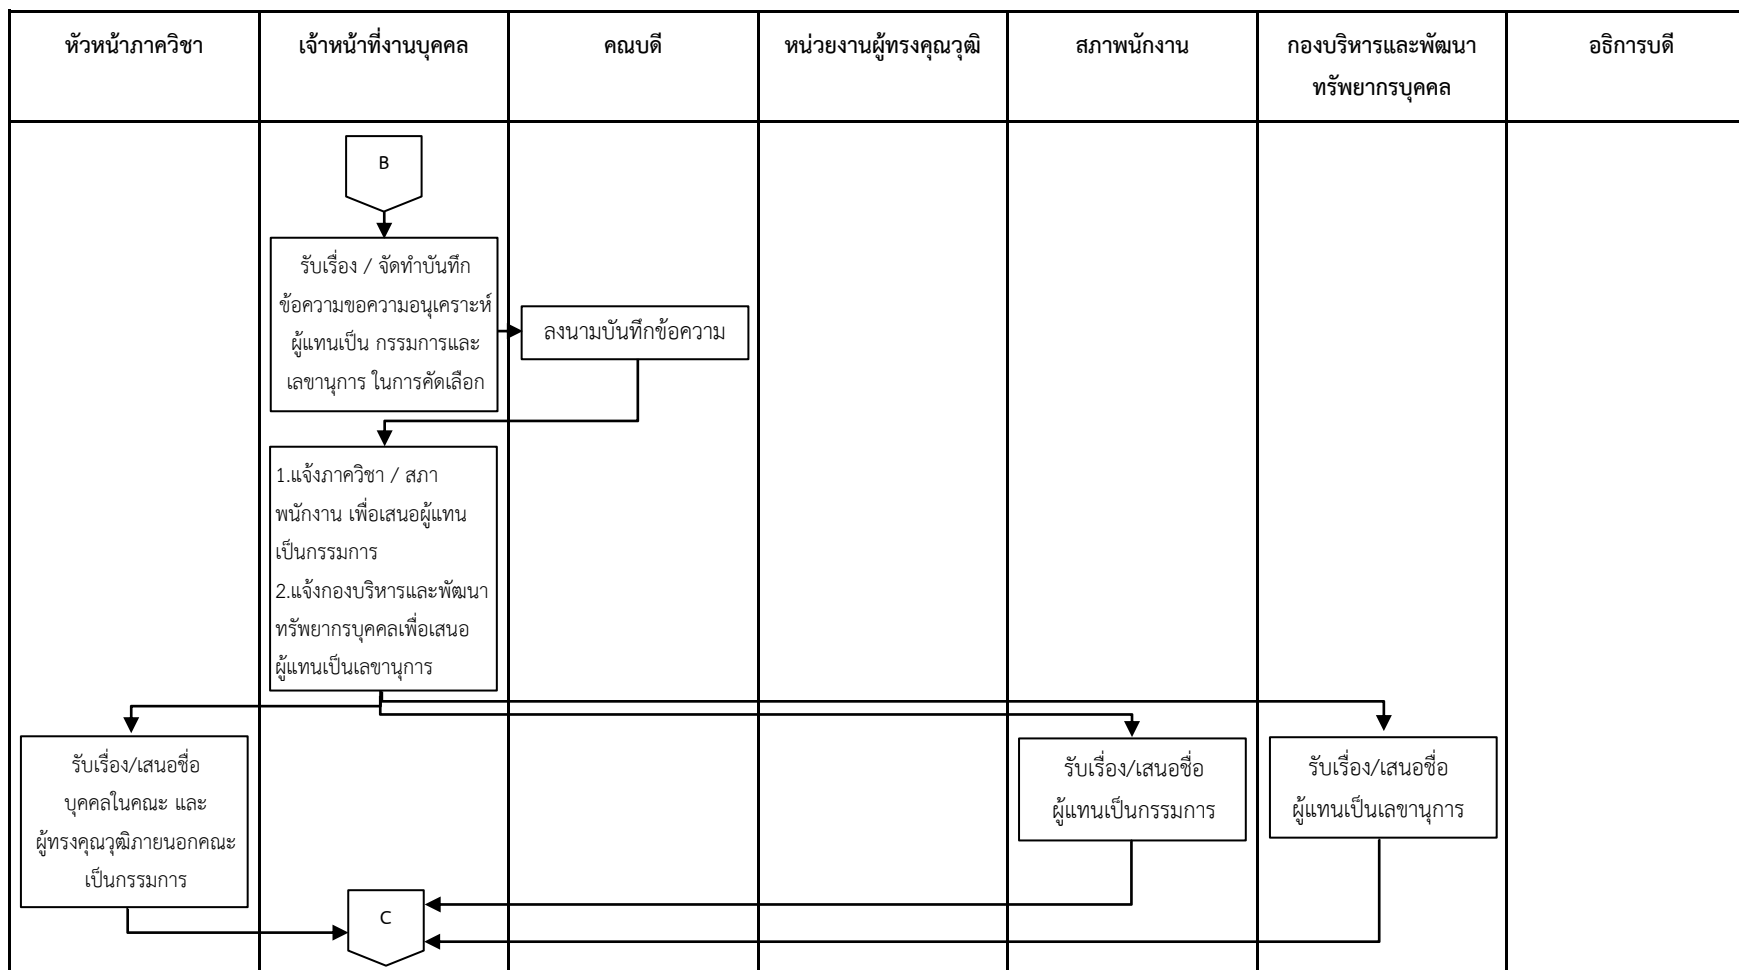 หัวหน้าภาควิชา
เจ้าหน้าที่งานบุคคล
คณบดี
หน่วยงานผู้ทรงคุณวุฒิ
สภาพนักงาน
กองบริหารและพัฒนา
ทรัพยากรบุคคล
อธิการบดี
B
รับเรื่อง / จัดทำบันทึก
ข้อความขอความอนุเคราะห์
ผู้แทนเป็น กรรมการและ
เลขานุการ ในการคัดเลือก
ลงนามบันทึกข้อความ
1.แจ้งภาควิชา / สภา
พนักงาน เพื่อเสนอผู้แทน
เป็นกรรมการ
2.แจ้งกองบริหารและพัฒนา
ทรัพยากรบุคคลเพื่อเสนอ
ผู้แทนเป็นเลขานุการ
รับเรื่อง/เสนอชื่อ
บุคคลในคณะ และ
ผู้ทรงคุณวุฒิภายนอกคณะ
เป็นกรรมการ
รับเรื่อง/เสนอชื่อ
ผู้แทนเป็นกรรมการ
รับเรื่อง/เสนอชื่อ
ผู้แทนเป็นเลขานุการ
C